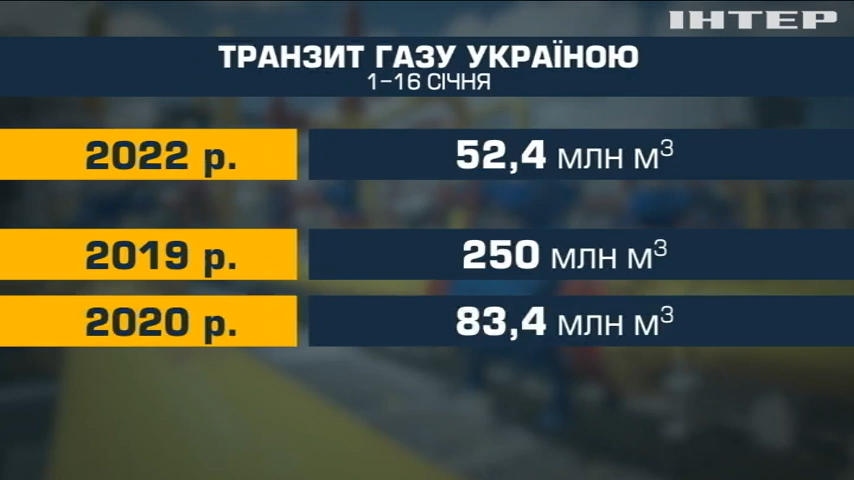 ІНТЕР
ТРАНЗИТ ГАЗУ УКРАЇНОЮ
1–16 СІЧНЯ
2022 р. 52,4 млн м³
2019 р. 250 млн м³
2020 р. 83,4 млн м³